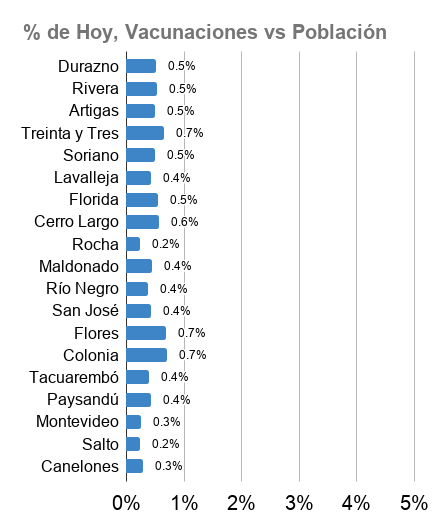 % de Hoy, Vacunaciones vs Población
Durazno 0.5%
Rivera 0.5%
Artigas 0.5%
Treinta y Tres 0.7%
Soriano 0.5%
Lavalleja 0.4%
Florida 0.5%
Cerro Largo 0.6%
Rocha 0.2%
Maldonado 0.4%
Río Negro 0.4%
San José 0.4%
Flores 0.7%
Colonia 0.7%
Tacuarembó 0.4%
Paysandú 0.4%
Montevideo 0.3%
Salto 0.2%
Canelones 0.3%
0% 1% 2% 3% 4% 5%